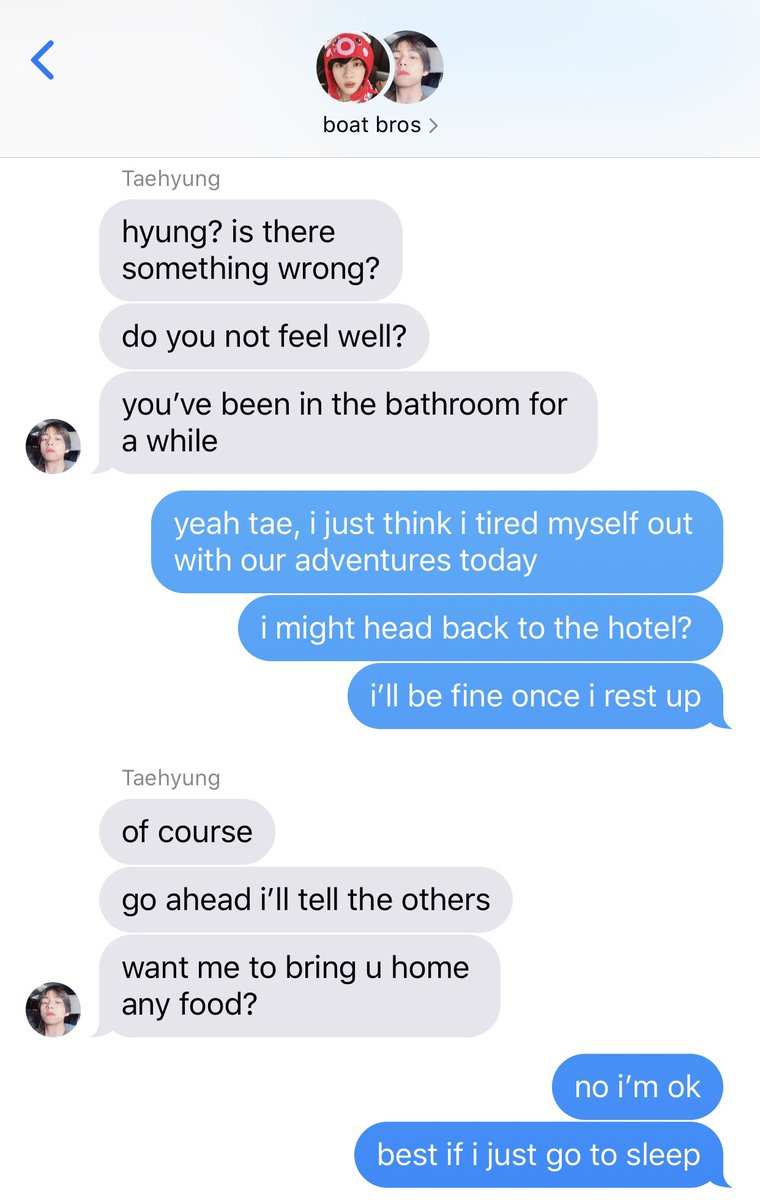 boat bros
Taehyung
hyung? is there
something wrong?
do you not feel well?
you’ve been in the bathroom for
a while
yeah tae, i just think i tired myself out
with our adventures today
i might head back to the hotel?
i’ll be fine once i rest up
Taehyung
of course
go ahead i’ll tell the others
want me to bring u home
any food?
no i’m ok
best if i just go to sleep